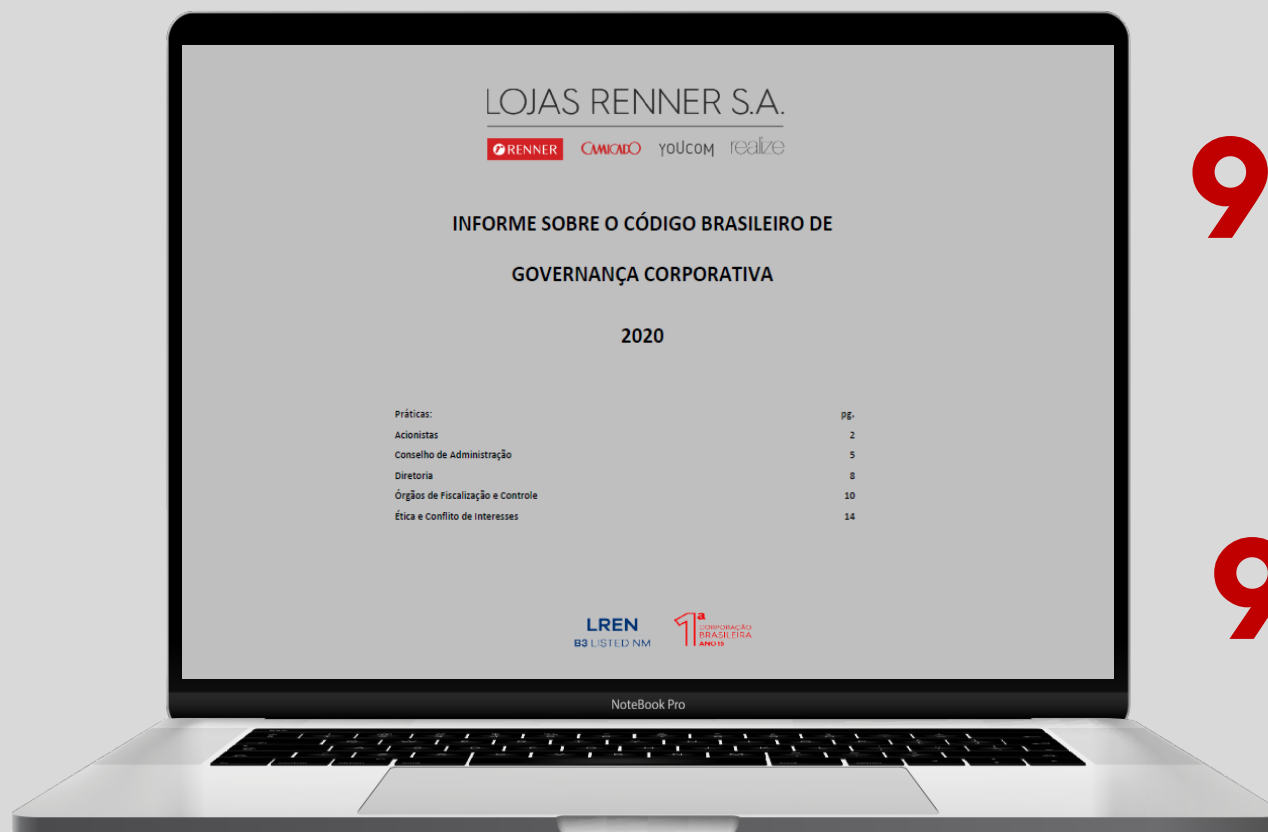 LOJAS RENNER S.A.
RENNER CAMICADO YOUCOM realize
INFORME SOBRE O CÓDIGO BRASILEIRO DE
GOVERNANÇA CORPORATIVA
2020
Práticas: pg.
Acionistas 2
Conselho de Administração 5
Diretoria 8
Órgãos de Fiscalização e Controle 10
Ética e Conflito de Interesses 14
LREN
B3 LISTED NM
1ª
CORPORAÇÃO
BRASILEIRA
ANO 15
NoteBook Pro
9
9